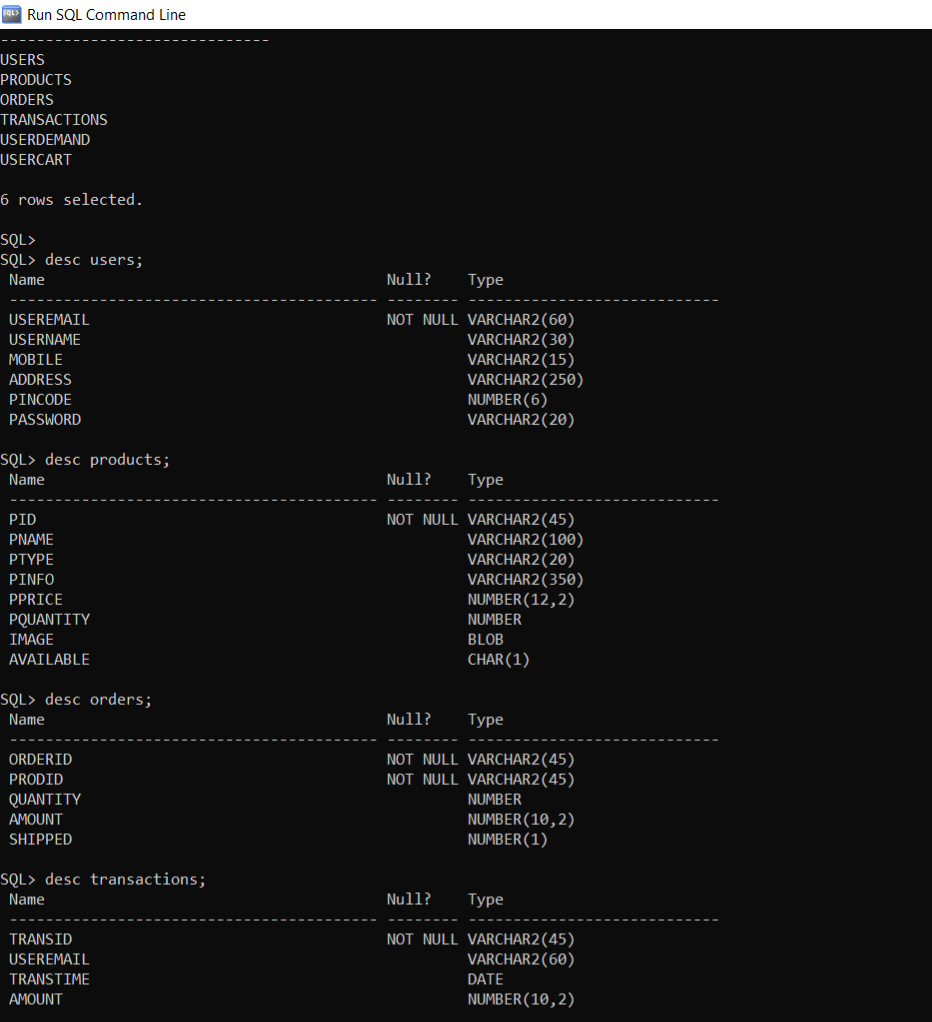 Run SQL Command Line
------------------------------
USERS
PRODUCTS
ORDERS
TRANSACTIONS
USERDEMAND
USERCART
6 rows selected.
SQL>
SQL> desc users;
 Name                                      Null?    Type
 ----------------------------------------- -------- ----------------------------
 USEREMAIL                                 NOT NULL VARCHAR2(60)
 USERNAME                                           VARCHAR2(30)
 MOBILE                                             VARCHAR2(15)
 ADDRESS                                            VARCHAR2(250)
 PINCODE                                            NUMBER(6)
 PASSWORD                                           VARCHAR2(20)
SQL> desc products;
 Name                                      Null?    Type
 ----------------------------------------- -------- ----------------------------
 PID                                       NOT NULL VARCHAR2(45)
 PNAME                                              VARCHAR2(100)
 PTYPE                                              VARCHAR2(20)
 PINFO                                              VARCHAR2(350)
 PPRICE                                             NUMBER(12,2)
 PQUANTITY                                          NUMBER
 IMAGE                                              BLOB
 AVAILABLE                                          CHAR(1)
SQL> desc orders;
 Name                                      Null?    Type
 ----------------------------------------- -------- ----------------------------
 ORDERID                                   NOT NULL VARCHAR2(45)
 PRODID                                    NOT NULL VARCHAR2(45)
 QUANTITY                                           NUMBER
 AMOUNT                                             NUMBER(10,2)
 SHIPPED                                            NUMBER(1)
SQL> desc transactions;
 Name                                      Null?    Type
 ----------------------------------------- -------- ----------------------------
 TRANSID                                   NOT NULL VARCHAR2(45)
 USEREMAIL                                          VARCHAR2(60)
 TRANSTIME                                          DATE
 AMOUNT                                             NUMBER(10,2)